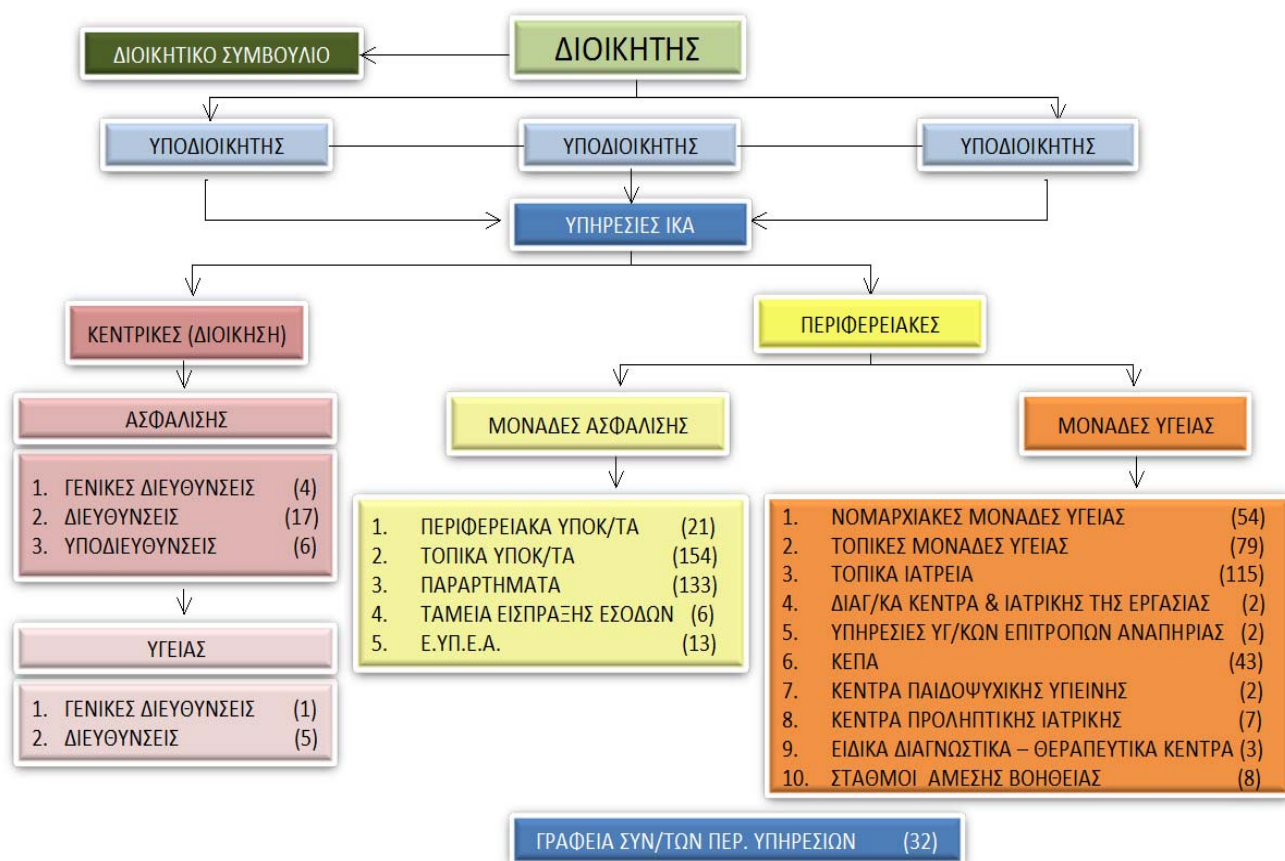 ΔΙΟΙΚΗΤΙΚΟ ΣΥΜΒΟΥΛΙΟ
ΔΙΟΙΚΗΤΗΣ
ΥΠΟΔΙΟΙΚΗΤΗΣ
ΥΠΟΔΙΟΙΚΗΤΗΣ
ΥΠΟΔΙΟΙΚΗΤΗΣ
ΥΠΗΡΕΣΙΕΣ ΙΚΑ
ΚΕΝΤΡΙΚΕΣ (ΔΙΟΙΚΗΣΗ)
ΠΕΡΙΦΕΡΕΙΑΚΕΣ
ΑΣΦΑΛΙΣΗΣ
1. ΓΕΝΙΚΕΣ ΔΙΕΥΘΥΝΣΕΙΣ (4)
2. ΔΙΕΥΘΥΝΣΕΙΣ (17)
3. ΥΠΟΔΙΕΥΘΥΝΣΕΙΣ (6)
ΥΓΕΙΑΣ
1. ΓΕΝΙΚΕΣ ΔΙΕΥΘΥΝΣΕΙΣ (1)
2. ΔΙΕΥΘΥΝΣΕΙΣ (5)
ΜΟΝΑΔΕΣ ΑΣΦΑΛΙΣΗΣ
1. ΠΕΡΙΦΕΡΕΙΑΚΑ ΥΠΟΚ/ΤΑ (21)
2. ΤΟΠΙΚΑ ΥΠΟΚ/ΤΑ (154)
3. ΠΑΡΑΡΤΗΜΑΤΑ (133)
4. ΤΑΜΕΙΑ ΕΙΣΠΡΑΞΗΣ ΕΣΟΔΩΝ (6)
5. Ε.ΥΠ.Ε.Α. (13)
ΜΟΝΑΔΕΣ ΥΓΕΙΑΣ
1. ΝΟΜΑΡΧΙΑΚΕΣ ΜΟΝΑΔΕΣ ΥΓΕΙΑΣ (54)
2. ΤΟΠΙΚΕΣ ΜΟΝΑΔΕΣ ΥΓΕΙΑΣ (79)
3. ΤΟΠΙΚΑ ΙΑΤΡΕΙΑ (115)
4. ΔΙΑΓ/ΚΑ ΚΕΝΤΡΑ & ΙΑΤΡΙΚΗΣ ΤΗΣ ΕΡΓΑΣΙΑΣ (2)
5. ΥΠΗΡΕΣΙΕΣ ΥΓ/ΚΩΝ ΕΠΙΤΡΟΠΩΝ ΑΝΑΠΗΡΙΑΣ (2)
6. ΚΕΠΑ (43)
7. ΚΕΝΤΡΑ ΠΑΙΔΟΨΥΧΙΚΗΣ ΥΓΙΕΙΝΗΣ (2)
8. ΚΕΝΤΡΑ ΠΡΟΛΗΠΤΙΚΗΣ ΙΑΤΡΙΚΗΣ (7)
9. ΕΙΔΙΚΑ ΔΙΑΓΝΩΣΤΙΚΑ – ΘΕΡΑΠΕΥΤΙΚΑ ΚΕΝΤΡΑ (3)
10. ΣΤΑΘΜΟΙ ΑΜΕΣΗΣ ΒΟΗΘΕΙΑΣ (8)
ΓΡΑΦΕΙΑ ΣΥΝ/ΤΩΝ ΠΕΡ. ΥΠΗΡΕΣΙΩΝ (32)